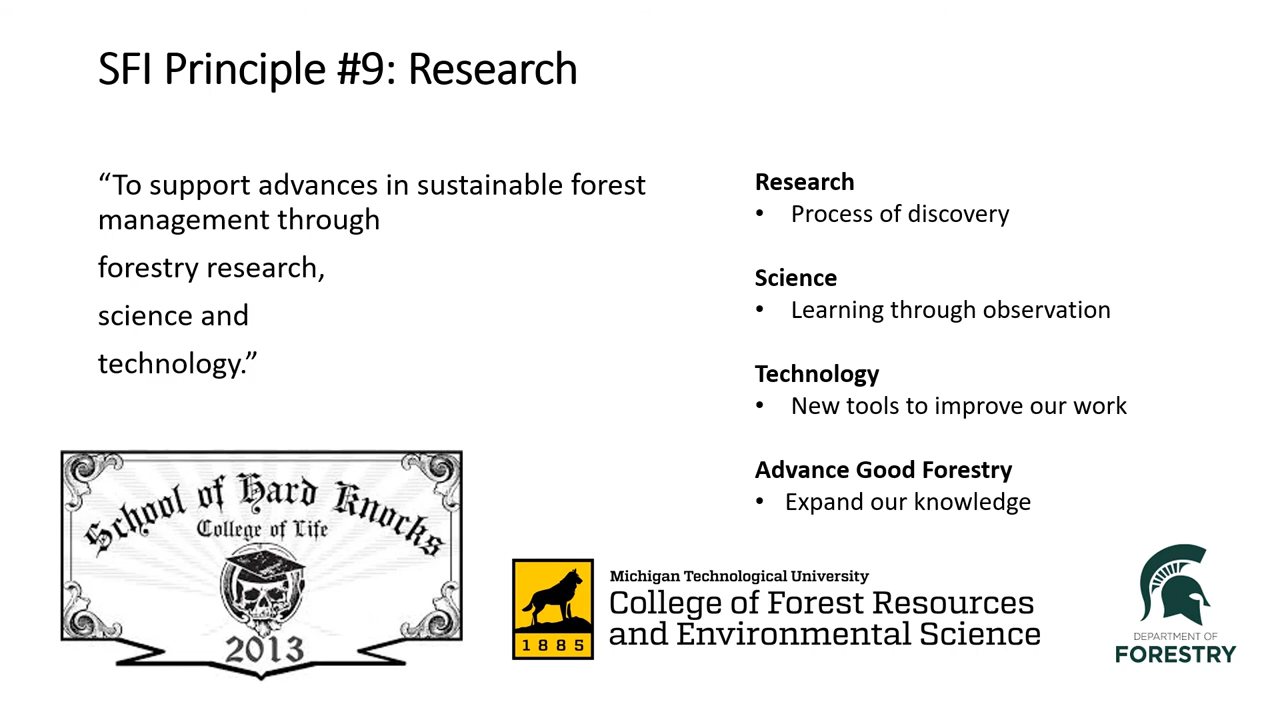 SFI Principle #9: Research
“To support advances in sustainable forest
management through
forestry research,
science and
technology.”
Research
• Process of discovery
Science
• Learning through observation
Technology
• New tools to improve our work
Advance Good Forestry
• Expand our knowledge
School of Hard Knocks
College of Life
2013
1885
Michigan Technological University
College of Forest Resources
and Environmental Science
DEPARTMENT OF
FORESTRY